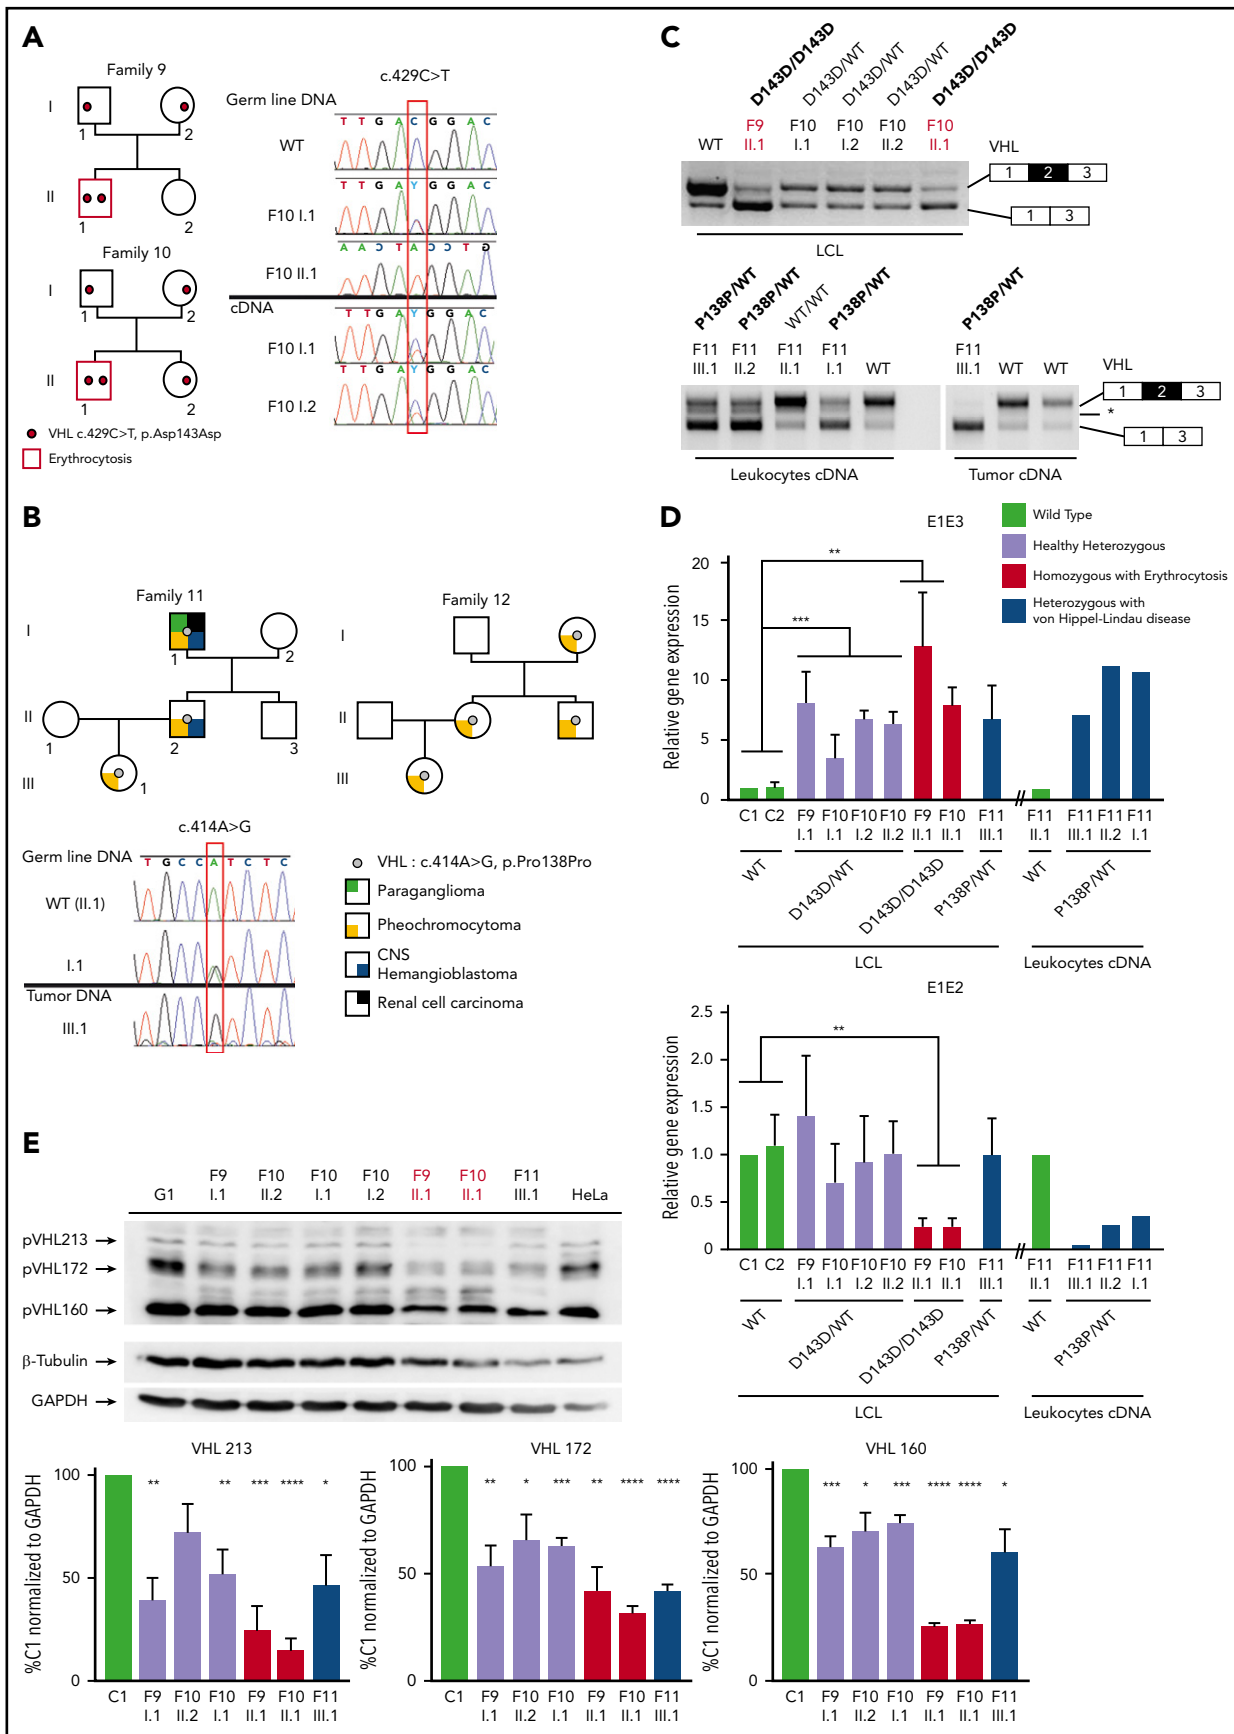 A
Family 9
I
1
2
II
1
2
Family 10
I
1
2
II
1
2
VHL c.429C>T, p.Asp143Asp
Erythrocytosis
c.429C>T
Germ line DNA
T T G A C G G A C
WT
T T G A Y G G A C
F10 I.1
A A C T A C C T G
F10 II.1
cDNA
T T G A Y G G A C
F10 I.1
T T G A Y G G A C
F10 I.2
B
Family 11
I
1
2
II
1
2
3
III
1
Family 12
I
II
III
c.414A>G
Germ line DNA
T G C C A T C T C
WT (II.1)
I.1
Tumor DNA
III.1
VHL : c.414A>G, p.Pro138Pro
Paraganglioma
Pheochromocytoma
CNS
Hemangioblastoma
Renal cell carcinoma
C
D143D/D143D
D143D/WT
D143D/WT
D143D/WT
D143D/D143D
WT
F9 II.1
F10 I.1
F10 I.2
F10 II.2
F10 II.1
VHL
1 2 3
1 3
LCL
P138P/WT
P138P/WT
WT/WT
P138P/WT
P138P/WT
F11 III.1
F11 II.2
F11 II.1
F11 I.1
WT
F11 III.1
WT
WT
VHL
1 2 3
*
1 3
Leukocytes cDNA
Tumor cDNA
D
E1E3
Wild Type
Healthy Heterozygous
Homozygous with Erythrocytosis
Heterozygous with
von Hippel-Lindau disease
Relative gene expression
20
15
10
5
0
**
***
C1 C2 F9 I.1 F10 I.1 F10 I.2 F10 II.2 F9 II.1 F10 II.1 F11 III.1 // F11 II.1 F11 III.1 F11 II.2 F11 I.1
WT
D143D/WT
D143D/D143D
P138P/WT
WT
P138P/WT
LCL
Leukocytes cDNA
E1E2
Relative gene expression
2.5
2.0
1.5
1.0
0.5
0
**
C1 C2 F9 I.1 F10 I.1 F10 I.2 F10 II.2 F9 II.1 F10 II.1 F11 III.1 // F11 II.1 F11 III.1 F11 II.2 F11 I.1
WT
D143D/WT
D143D/D143D
P138P/WT
WT
P138P/WT
LCL
Leukocytes cDNA
E
G1 F9 I.1 F10 II.2 F10 I.1 F10 I.2 F9 II.1 F10 II.1 F11 III.1 HeLa
pVHL213
pVHL172
pVHL160
β-Tubulin
GAPDH
VHL 213
%C1 normalized to GAPDH
100
50
0
** ** *** **** *
C1 F9 I.1 F10 II.2 F10 I.1 F9 II.1 F10 II.1 F11 III.1
VHL 172
%C1 normalized to GAPDH
100
50
0
** * *** ** **** ****
C1 F9 I.1 F10 II.2 F10 I.1 F9 II.1 F10 II.1 F11 III.1
VHL 160
%C1 normalized to GAPDH
100
50
0
*** * *** **** **** *
C1 F9 I.1 F10 II.2 F10 I.1 F9 II.1 F10 II.1 F11 III.1